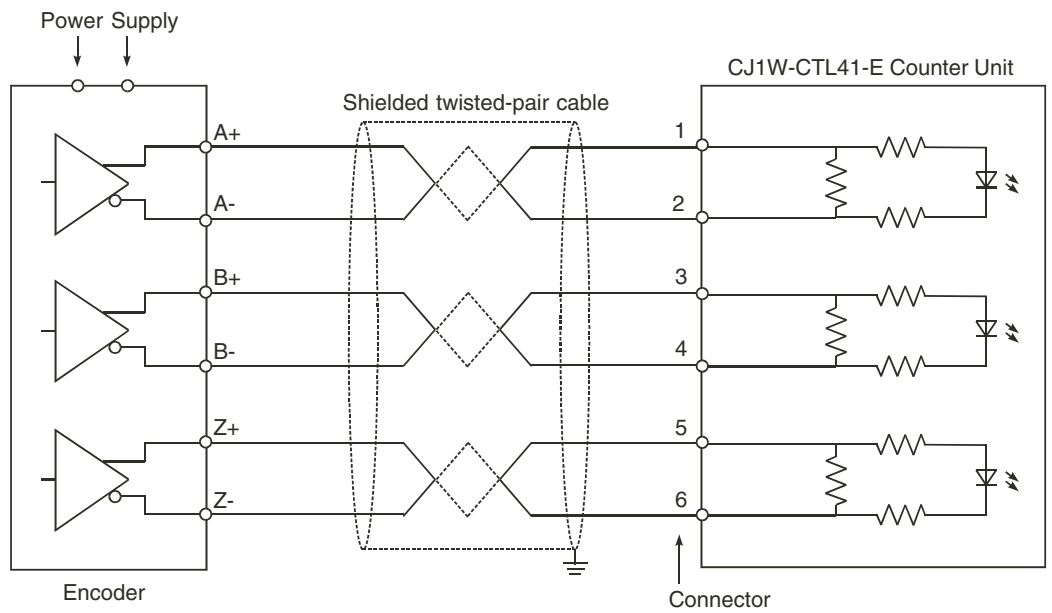 Power Supply
CJ1W-CTL41-E Counter Unit
Shielded twisted-pair cable
A+
1
A-
2
B+
3
B-
4
Z+
5
Z-
6
Encoder
Connector